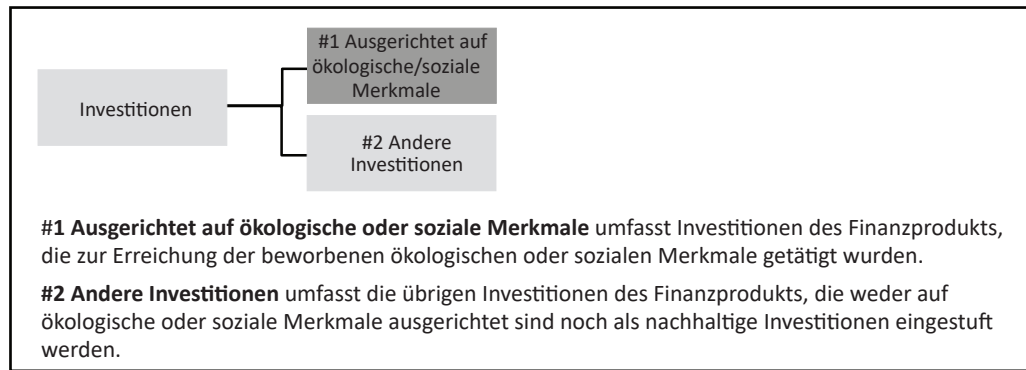 #1 Ausgerichtet auf
ökologische/soziale
Merkmale
Investitionen
#2 Andere
Investitionen
#1 Ausgerichtet auf ökologische oder soziale Merkmale umfasst Investitionen des Finanzprodukts,
die zur Erreichung der beworbenen ökologischen oder sozialen Merkmale getätigt wurden.
#2 Andere Investitionen umfasst die übrigen Investitionen des Finanzprodukts, die weder auf
ökologische oder soziale Merkmale ausgerichtet sind noch als nachhaltige Investitionen eingestuft
werden.